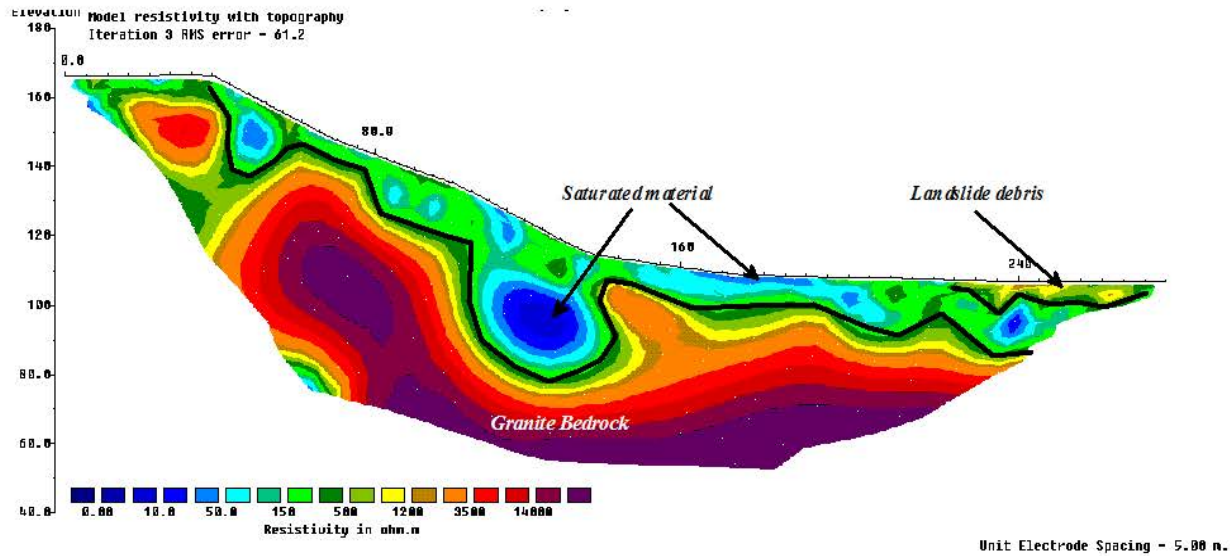 Elevation
Model resistivity with topography
Iteration 3 RMS error - 61.2
180
0.0
160
80.0
140
Saturated material
Landslide debris
120
160
240
100
80.0
Granite Bedrock
60.0
40.0
0.00 10.0 50.0 150 500 1200 3500 14000
Resistivity in ohm.m
Unit Electrode Spacing - 5.00 m.